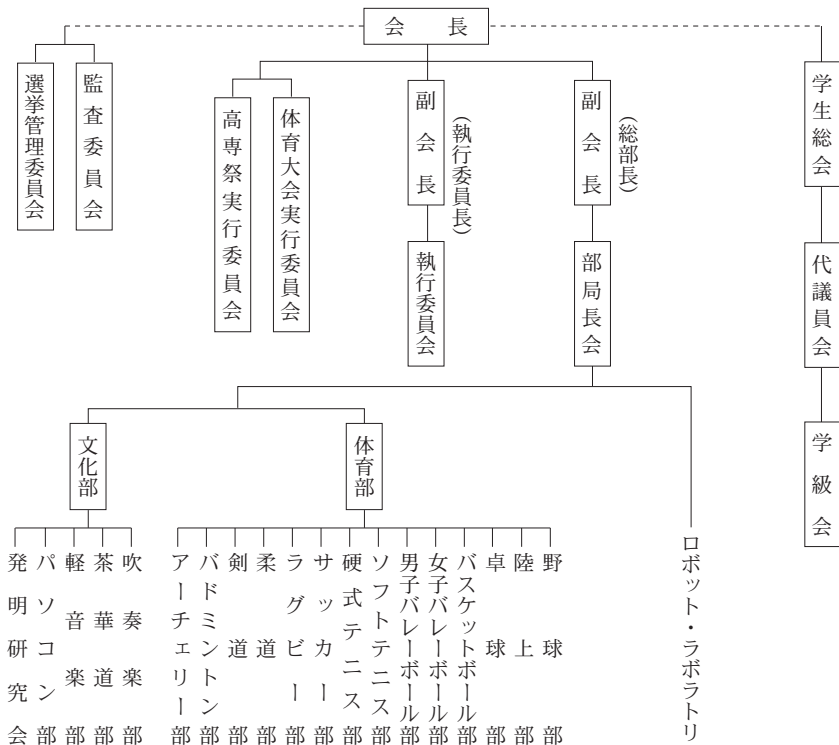 会長
学生総会
代議員会
学級会
副会長
(総部長)
部局長会
副会長
(執行委員長)
執行委員会
体育大会実行委員会
高専祭実行委員会
監査委員会
選挙管理委員会
ロボット・ラボラトリ
体育部
野球部
陸上部
卓球部
バスケットボール部
女子バレーボール部
男子バレーボール部
ソフトテニス部
硬式テニス部
サッカー部
ラグビー部
柔道部
剣道部
バドミントン部
アーチェリー部
文化部
吹奏楽部
茶華道部
軽音楽部
パソコン部
発明研究会